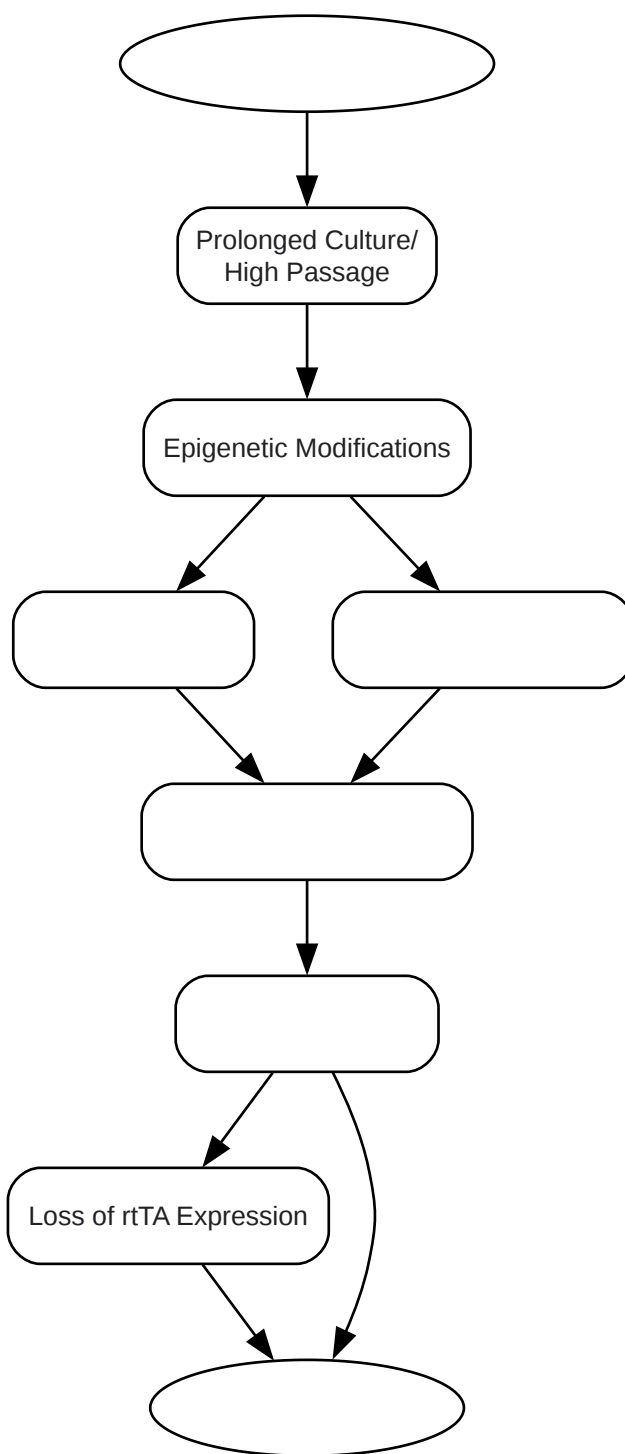 Prolonged Culture/
High Passage
Epigenetic Modifications
Loss of rtTA Expression